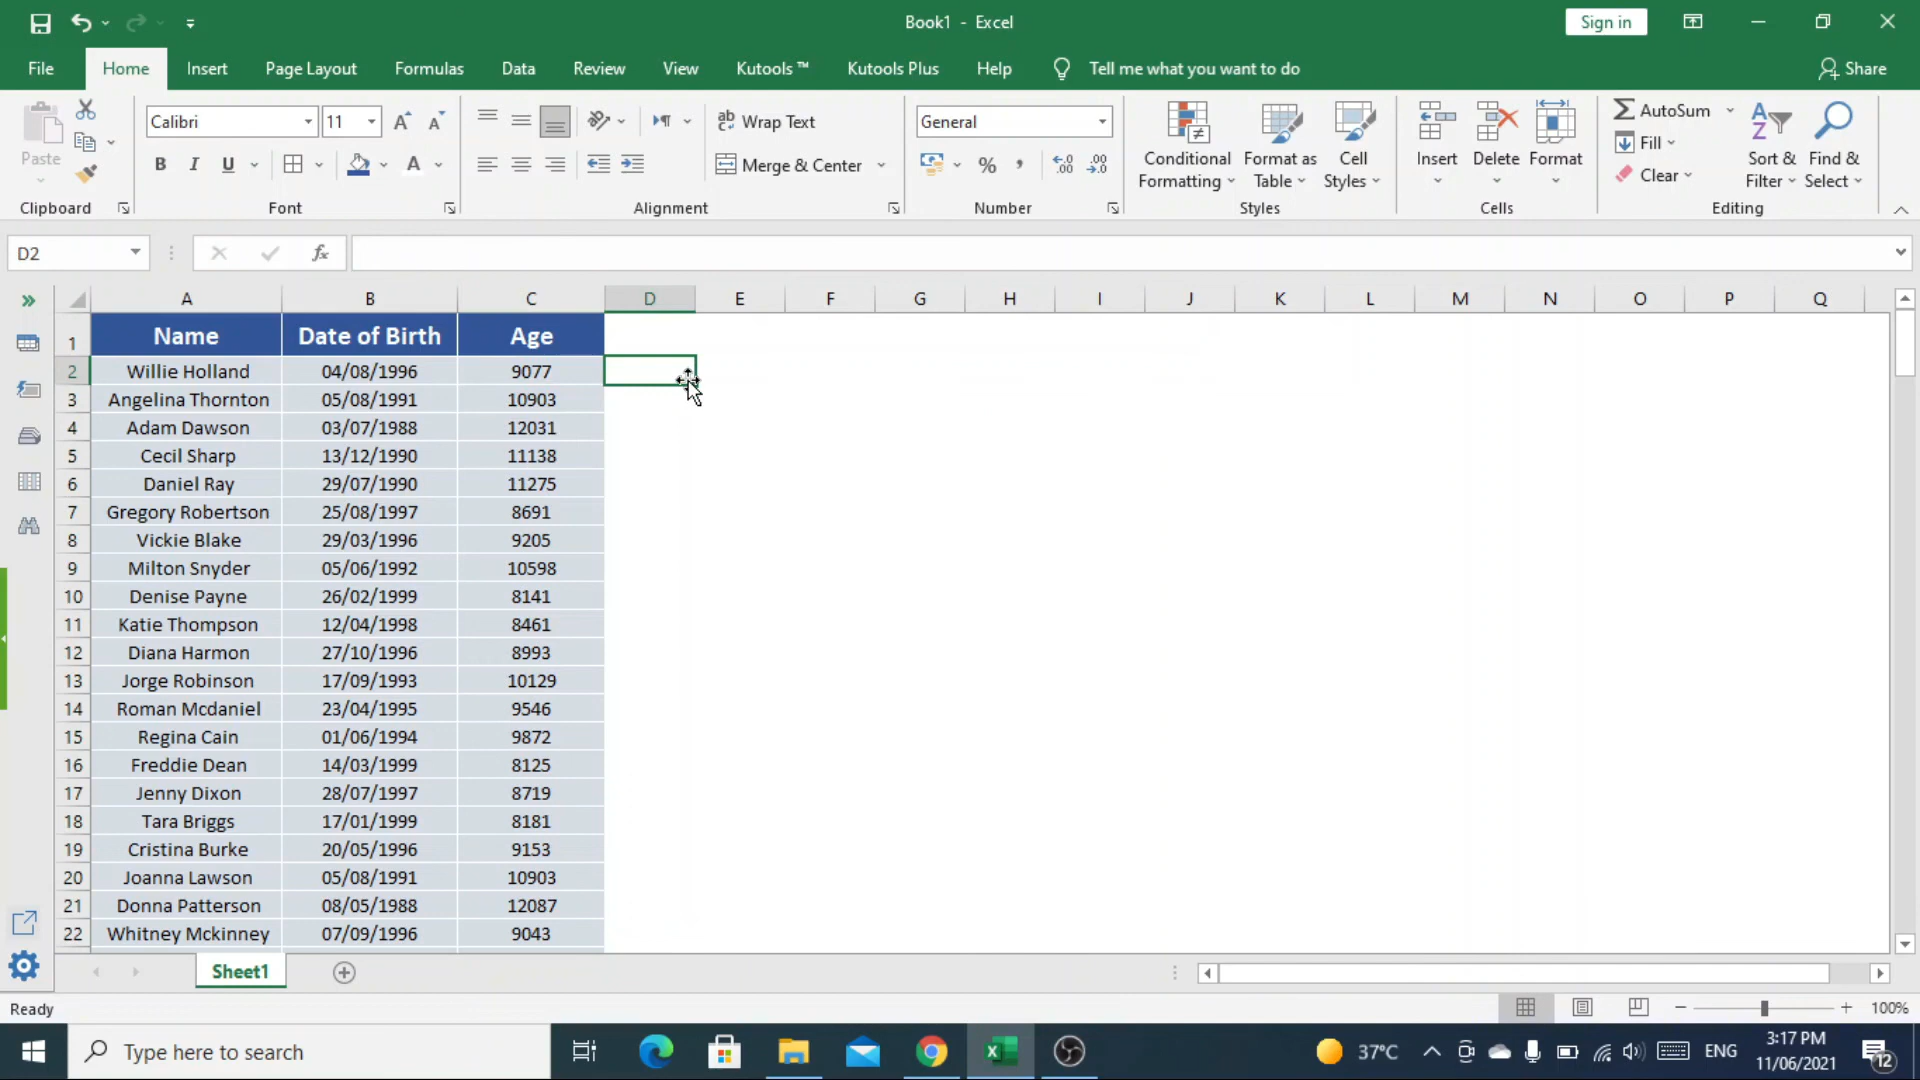 Book1 - Excel
Sign in
File Home Insert Page Layout Formulas Data Review View Kutools ™ Kutools Plus Help Tell me what you want to do Share
Paste
Calibri 11
B I U
Wrap Text
Merge & Center
General
%
Conditional Formatting
Format as Table
Cell Styles
Insert
Delete
Format
AutoSum
Fill
Clear
Sort & Filter
Find & Select
Clipboard Font Alignment Number Styles Cells Editing
D2 fx
A B C D E F G H I J K L M N O P Q
1 Name Date of Birth Age
2 Willie Holland 04/08/1996 9077
3 Angelina Thornton 05/08/1991 10903
4 Adam Dawson 03/07/1988 12031
5 Cecil Sharp 13/12/1990 11138
6 Daniel Ray 29/07/1990 11275
7 Gregory Robertson 25/08/1997 8691
8 Vickie Blake 29/03/1996 9205
9 Milton Snyder 05/06/1992 10598
10 Denise Payne 26/02/1999 8141
11 Katie Thompson 12/04/1998 8461
12 Diana Harmon 27/10/1996 8993
13 Jorge Robinson 17/09/1993 10129
14 Roman Mcdaniel 23/04/1995 9546
15 Regina Cain 01/06/1994 9872
16 Freddie Dean 14/03/1999 8125
17 Jenny Dixon 28/07/1997 8719
18 Tara Briggs 17/01/1999 8181
19 Cristina Burke 20/05/1996 9153
20 Joanna Lawson 05/08/1991 10903
21 Donna Patterson 08/05/1988 12087
22 Whitney Mckinney 07/09/1996 9043
Sheet1
Ready 100%
Type here to search
37°C ENG
3:17 PM
11/06/2021
12